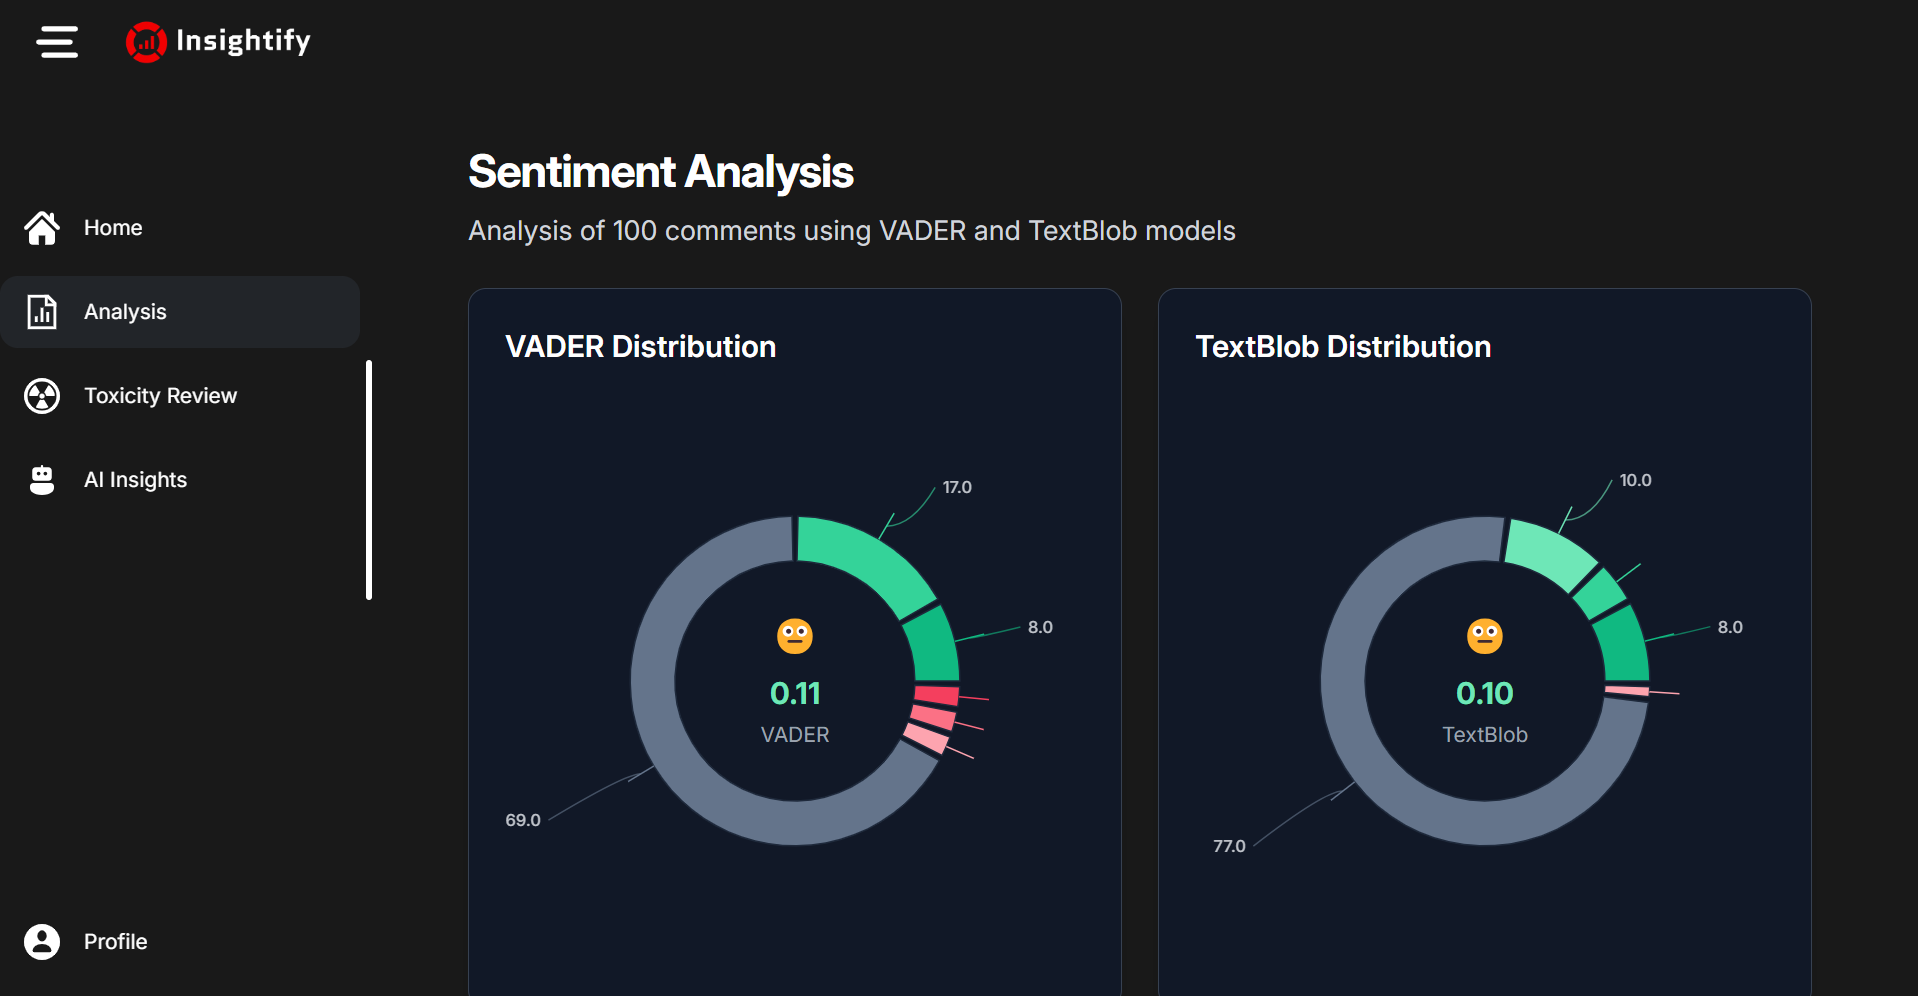 Insightify
Home
Analysis
Toxicity Review
AI Insights
Profile
Sentiment Analysis
Analysis of 100 comments using VADER and TextBlob models
VADER Distribution
17.0
8.0
0.11
VADER
69.0
TextBlob Distribution
10.0
8.0
0.10
TextBlob
77.0